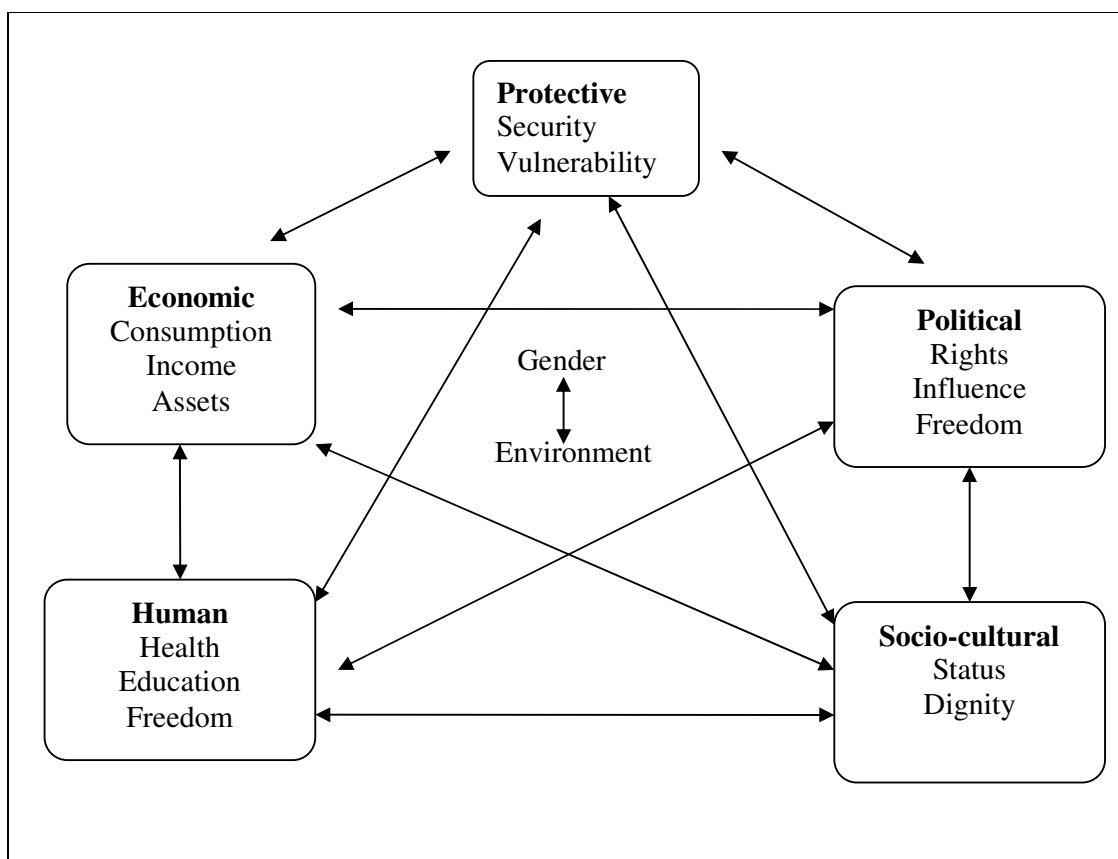 Protective
Security
Vulnerability
Economic
Consumption
Income
Assets
Political
Rights
Influence
Freedom
Gender
Environment
Human
Health
Education
Freedom
Socio-cultural
Status
Dignity